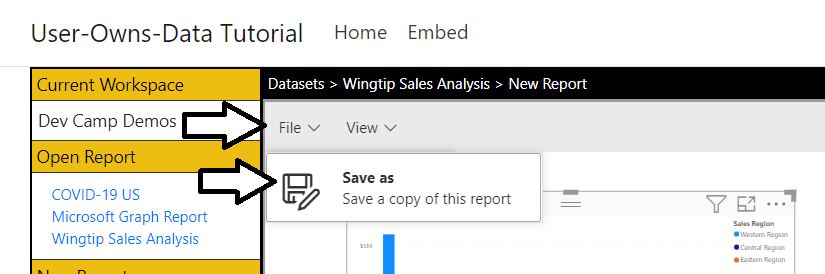 User-Owns-Data Tutorial Home Embed
Current Workspace
Dev Camp Demos
Open Report
COVID-19 US
Microsoft Graph Report
Wingtip Sales Analysis
Datasets > Wingtip Sales Analysis > New Report
File View
Save as
Save a copy of this report
Sales Region
Western Region
Central Region
Eastern Region
$5M